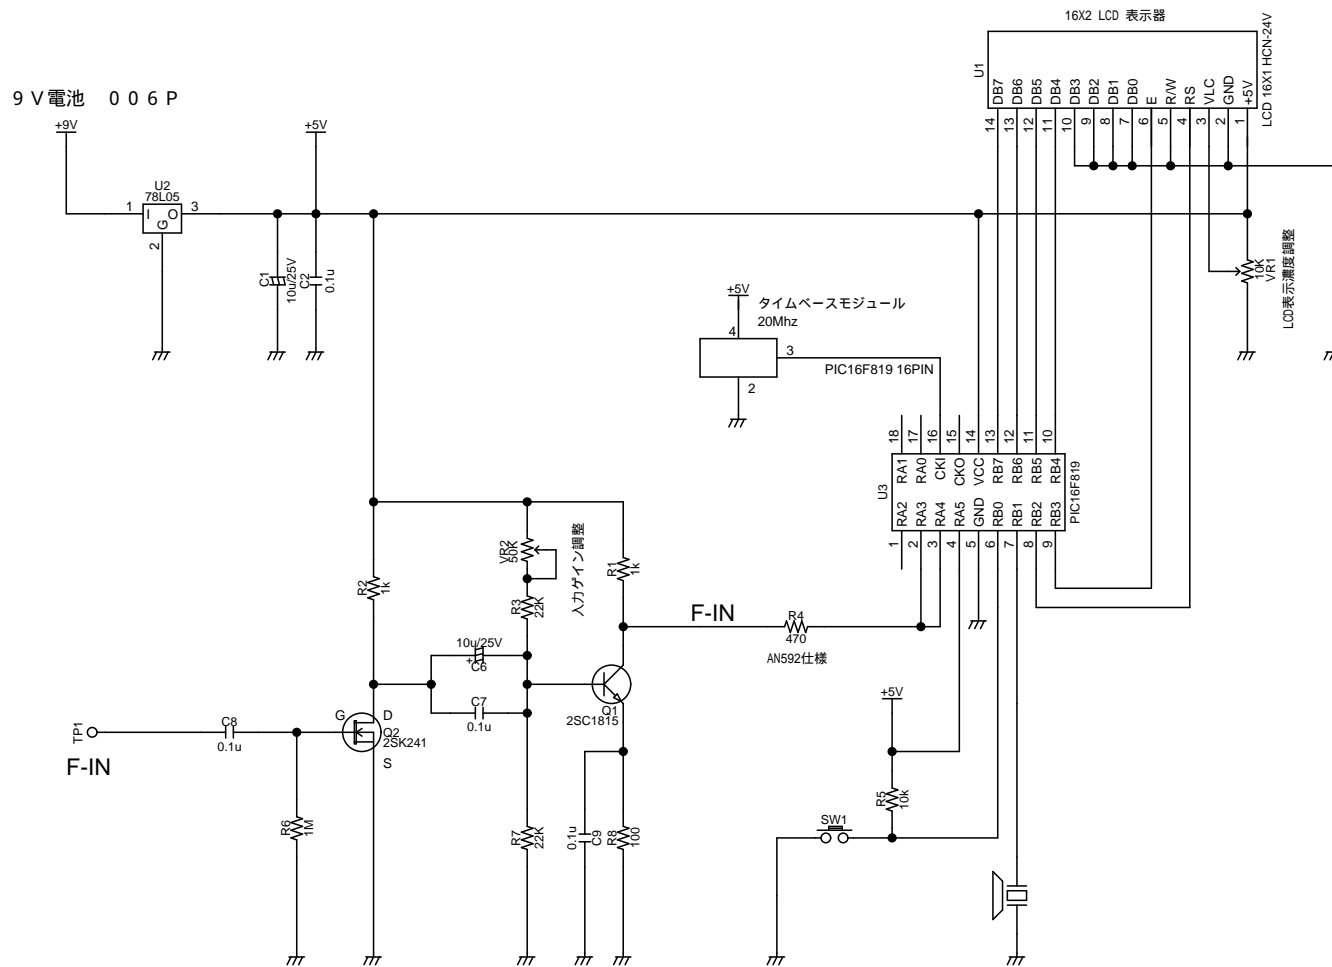 16X2 LCD 表示器
U1
LCD 16X1 HCN-24V
DB7
DB6
DB5
DB4
DB3
DB2
DB1
DB0
E
R/W
RS
VLC
GND
+5V
14
13
12
11
10
9
8
7
6
5
4
3
2
1
9V電池 006P
+9V
+5V
U2
78L05
1
I
O
G
3
2
C1
10u/25V
C2
0.1u
10K
VR1
LCD表示濃度調整
+5V
タイムベースモジュール
20Mhz
4
3
2
PIC16F819 16PIN
18
17
16
15
14
13
12
11
10
RA1
RA0
CKI
CKO
VCC
RB7
RB6
RB5
RB4
U3
PIC16F819
RA2
RA3
RA4
RA5
GND
RB0
RB1
RB2
RB3
1
2
3
4
5
6
7
8
9
VR2
50K
入力ゲイン調整
R2
1k
R3
22K
R1
1k
F-IN
R4
470
AN592仕様
10u/25V
+
C6
C7
0.1u
Q1
2SC1815
TP1
F-IN
C8
0.1u
G
D
Q2
2SK241
S
R6
1M
R7
22K
0.1u
C9
R8
100
+5V
R5
10k
SW1